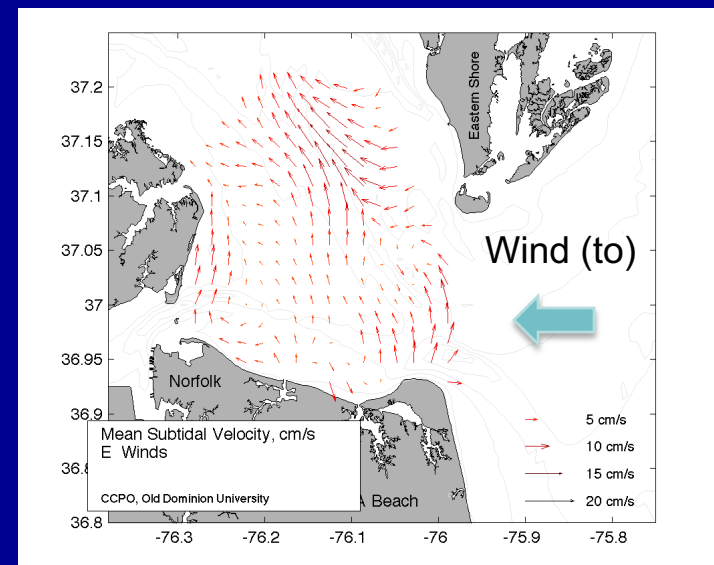 37.2
37.15
37.1
37.05
37
36.95
36.9
36.8
-76.3
-76.2
-76.1
-76
-75.9
-75.8
Eastern Shore
Wind (to)
Norfolk
Mean Subtidal Velocity, cm/s
E Winds
CCPO, Old Dominion University
Beach
5 cm/s
10 cm/s
15 cm/s
20 cm/s